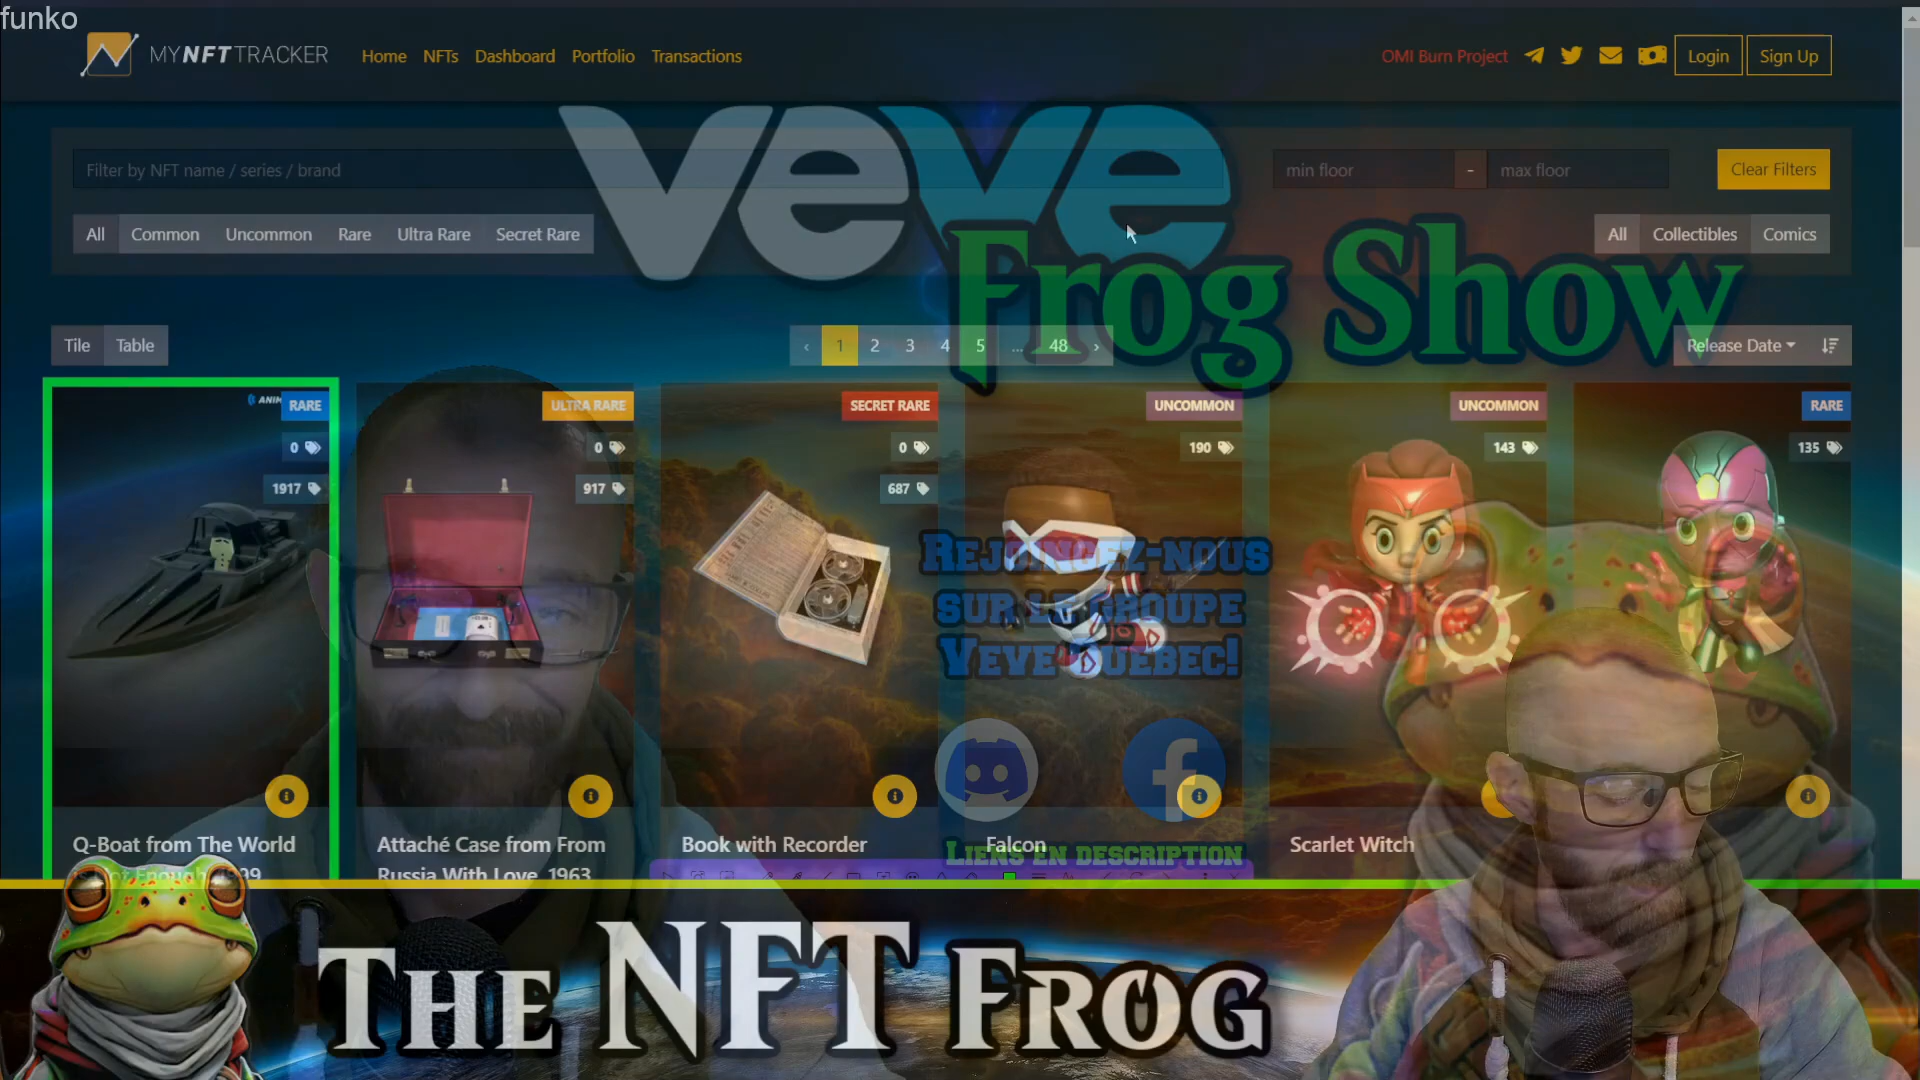 funko
MYNFTTRACKER Home NFTs Dashboard Portfolio Transactions OMI Burn Project Login Sign Up
veve
Filter by NFT name / series / brand min floor - max floor Clear Filters
All Common Uncommon Rare Ultra Rare Secret Rare All Collectibles Comics
Frog Show
Tile Table ‹ 1 2 3 4 5 ... 48 › Release Date
RARE ULTRA RARE SECRET RARE UNCOMMON UNCOMMON RARE
0 0 0 190 143 135
1917 917 687
Rejoingez-nous
sur le groupe
Veve Quebec!
Q-Boat from The World Attaché Case from From Book with Recorder Falcon Scarlet Witch
Russia With Love, 1963
Liens en description
The NFT Frog